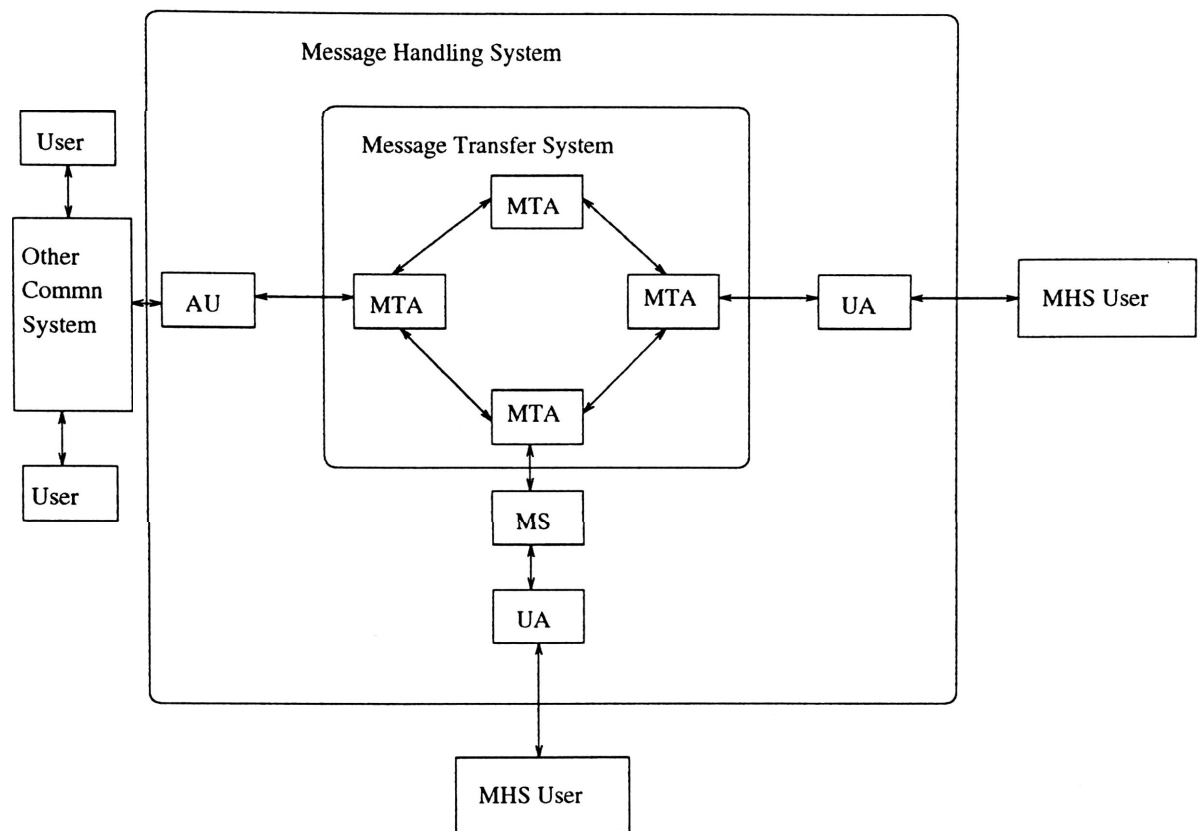 Message Handling System
Message Transfer System
User
MTA
Other
Commn
System
AU
MTA
MTA
UA
MHS User
MTA
User
MS
UA
MHS User